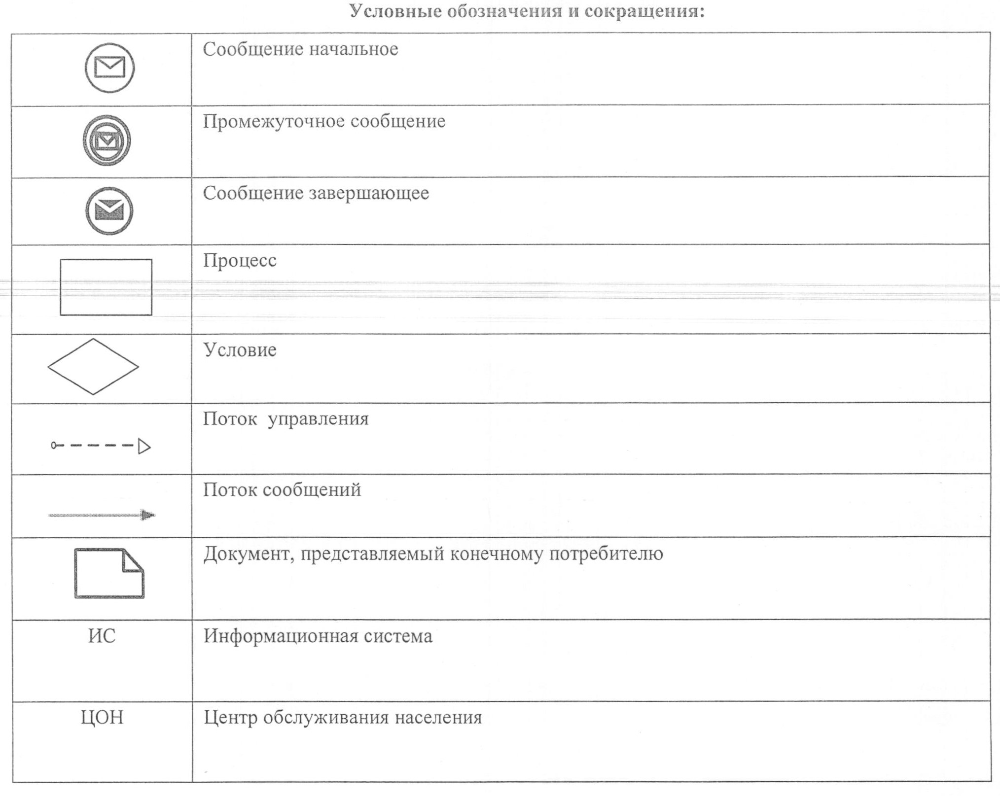 Условные обозначения и сокращения:
Сообщение начальное
Промежуточное сообщение
Сообщение завершающее
Процесс
Условие
Поток управления
Поток сообщений
Документ, представляемый конечному потребителю
ИС Информационная система
ЦОН Центр обслуживания населения